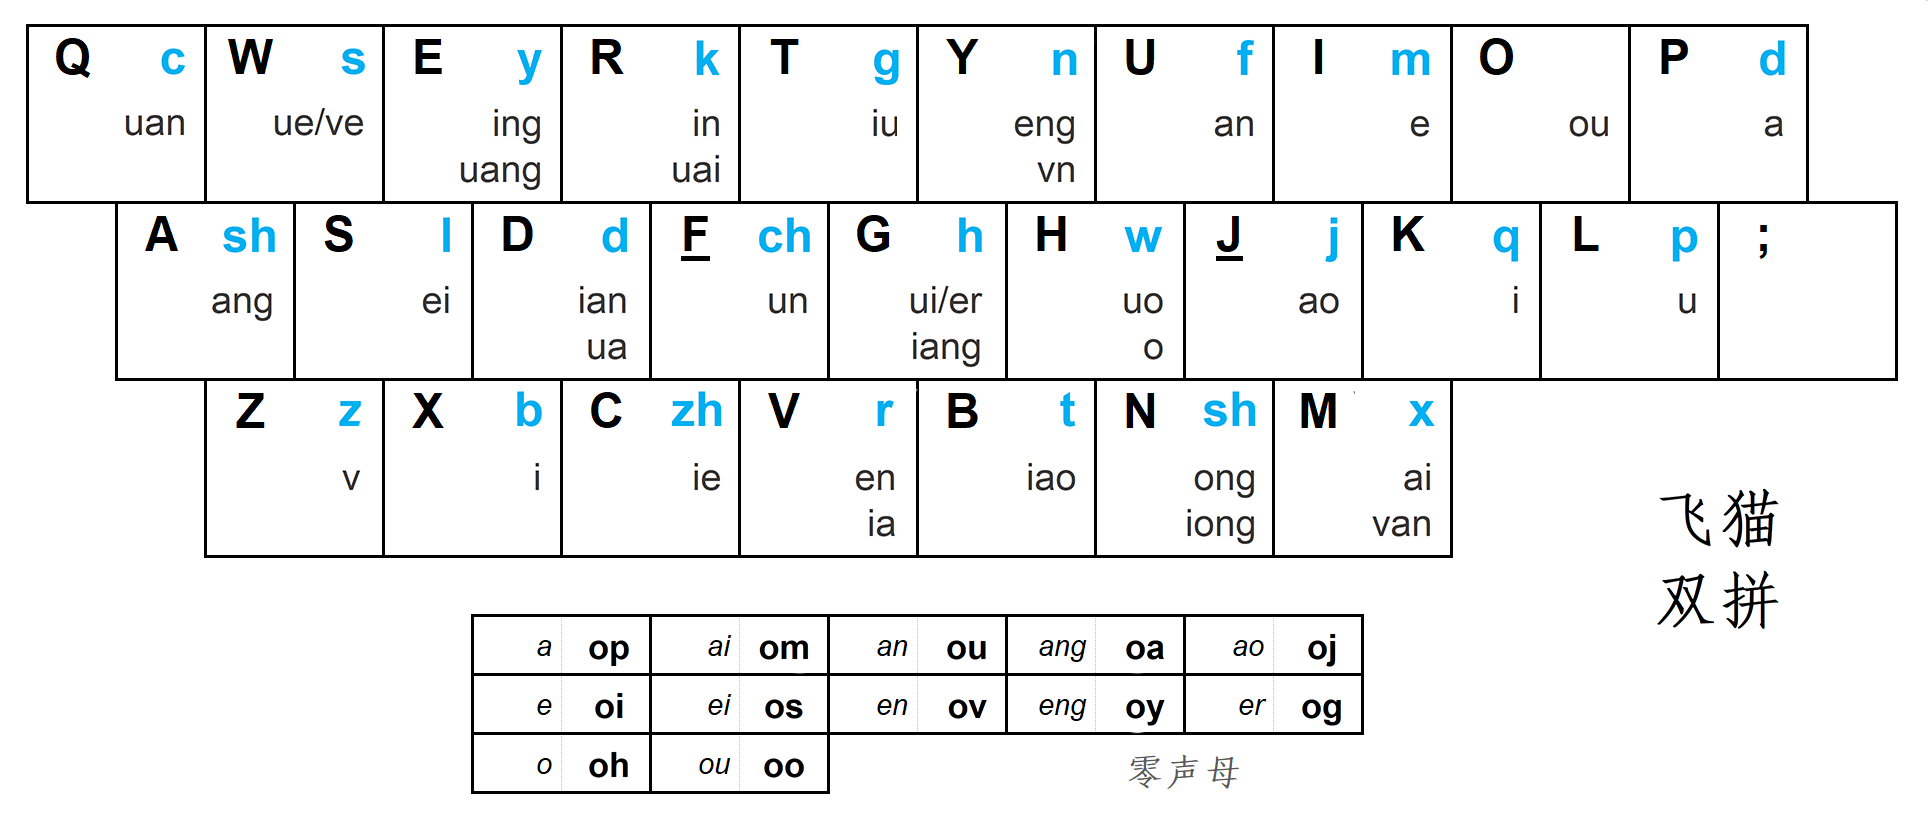 Q c W s E y R k T g Y n U f I m O P d
uan ue/ve ing in iu eng an e ou a
uang uai vn
A sh S l D d F ch G h H w J j K q L p ;
ang ei ian un ui/er uo ao i u
ua iang o
Z z X b C zh V r B t N sh M x
v i ie en iao ong ai
ia iong van
飞猫
双拼
a op ai om an ou ang oa ao oj
e oi ei os en ov eng oy er og
o oh ou oo
零声母